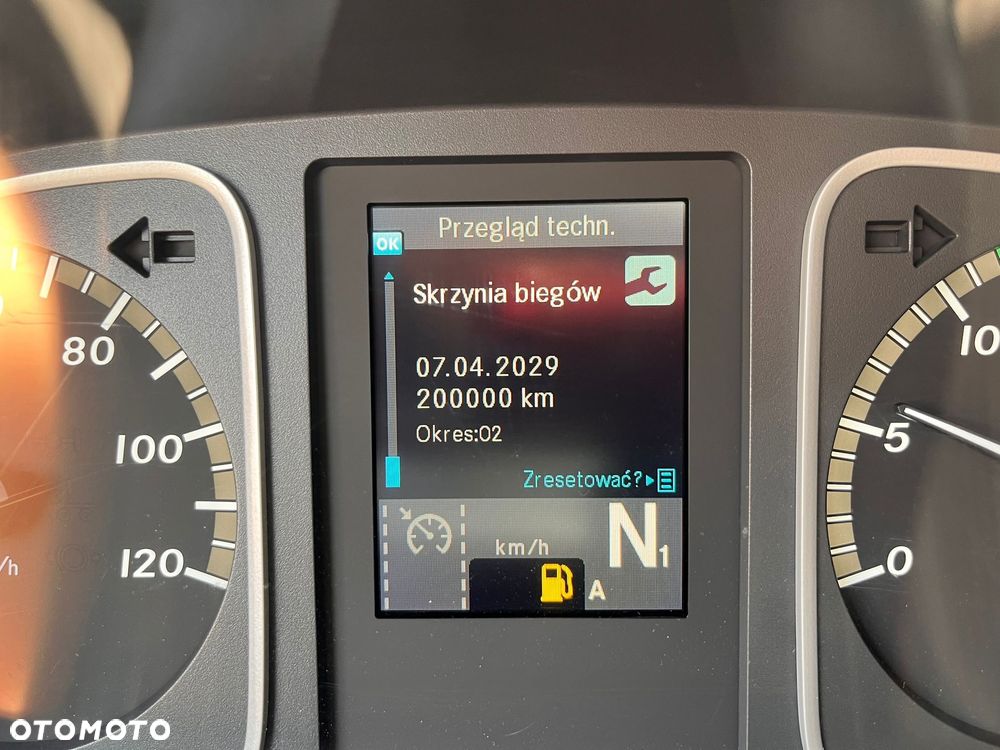 Przegląd techn.
OK
Skrzynia biegów
07.04.2029
200000 km
Okres:02
Zresetować?
km/h
N1
A
80
100
120
/h
10
5
0
OTOMOTO